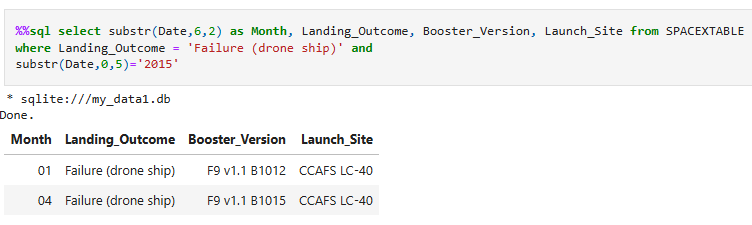 %%sql select substr(Date,6,2) as Month, Landing_Outcome, Booster_Version, Launch_Site from SPACEXTABLE
where Landing_Outcome = 'Failure (drone ship)' and
substr(Date,0,5)='2015'
* sqlite:///my_data1.db
Done.
Month Landing_Outcome Booster_Version Launch_Site
01 Failure (drone ship) F9 v1.1 B1012 CCAFS LC-40
04 Failure (drone ship) F9 v1.1 B1015 CCAFS LC-40